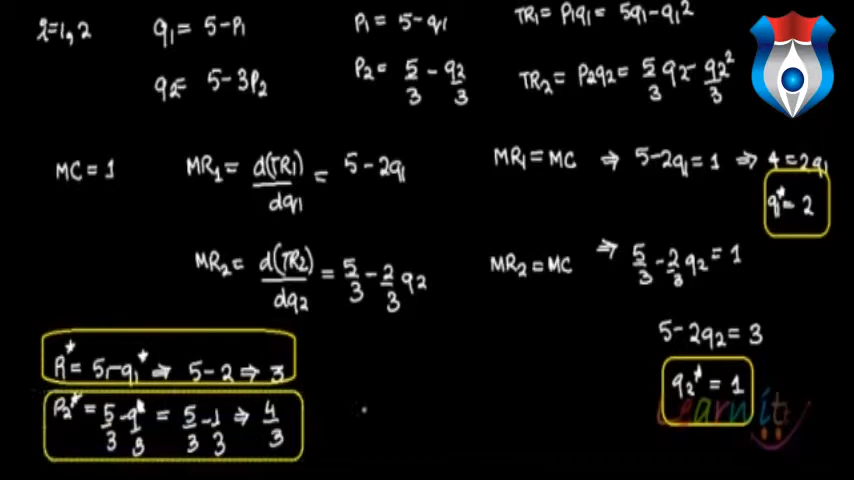 i=1,2 q1 = 5-P1 P1 = 5-q1 TR1 = P1q1 = 5q1-q1²
q2= 5-3P2 P2= 5/3 - q2/3 TR2 = P2q2 = 5/3 q2 - q2²/3
MC=1 MR1 = d(TR1)/dq1 = 5-2q1 MR1 = MC ⇒ 5-2q1 = 1 ⇒ 4=2q1
q1*= 2
MR2= d(TR2)/dq2 = 5/3 - 2/3 q2 MR2 = MC ⇒ 5/3 - 2/3 q2 = 1
5-2q2 = 3
P1*= 5-q1* ⇒ 5-2 ⇒ 3
q2* = 1
P2* = 5/3 - q*/3 = 5/3 - 1/3 ⇒ 4/3
Learn it